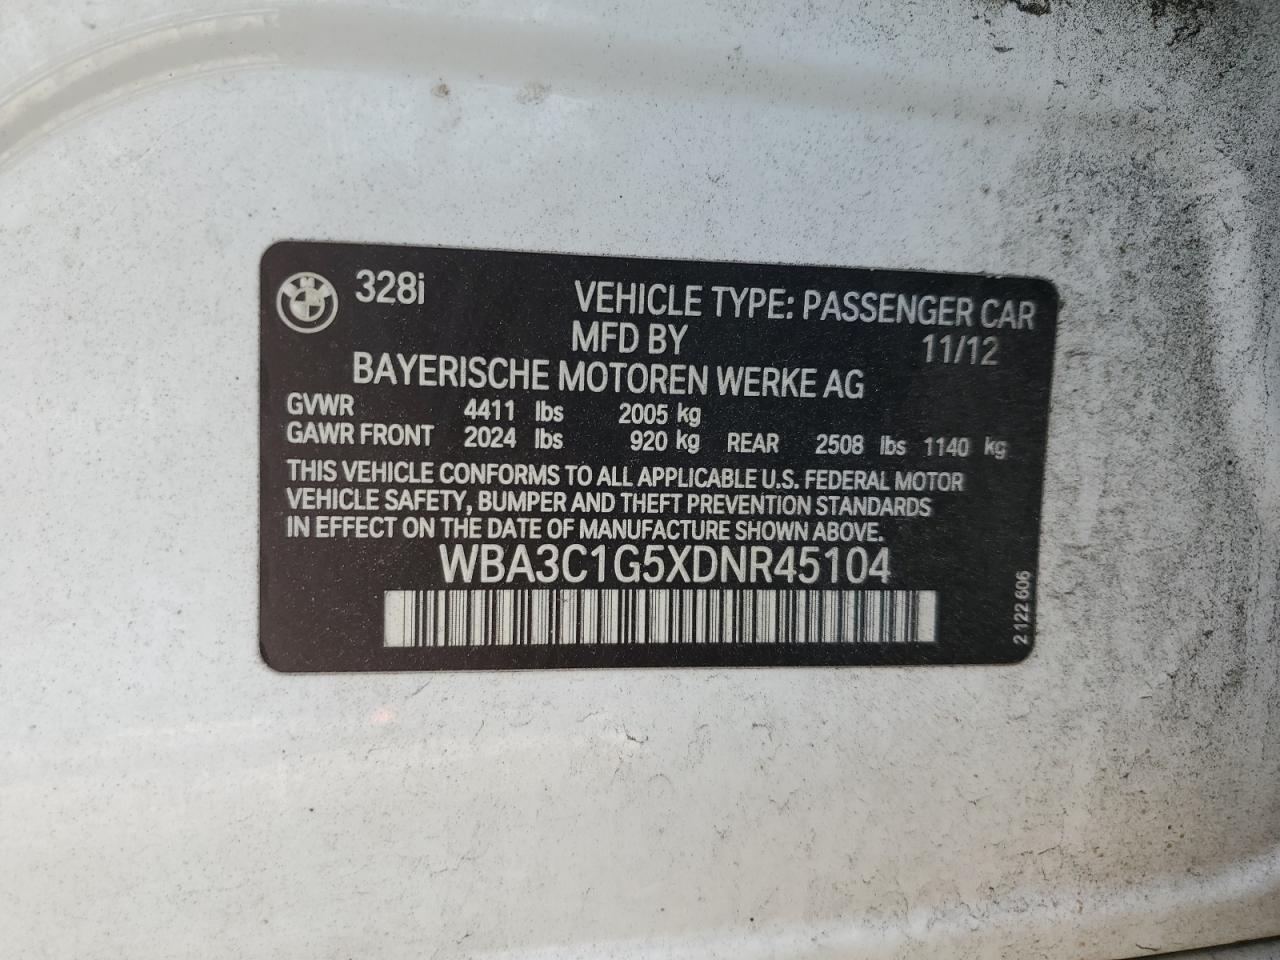 BMW 328i
VEHICLE TYPE: PASSENGER CAR
MFD BY 11/12
BAYERISCHE MOTOREN WERKE AG
GVWR 4411 lbs 2005 kg
GAWR FRONT 2024 lbs 920 kg REAR 2508 lbs 1140 kg
THIS VEHICLE CONFORMS TO ALL APPLICABLE U.S. FEDERAL MOTOR
VEHICLE SAFETY, BUMPER AND THEFT PREVENTION STANDARDS
IN EFFECT ON THE DATE OF MANUFACTURE SHOWN ABOVE.
WBA3C1G5XDNR45104
2 122 606